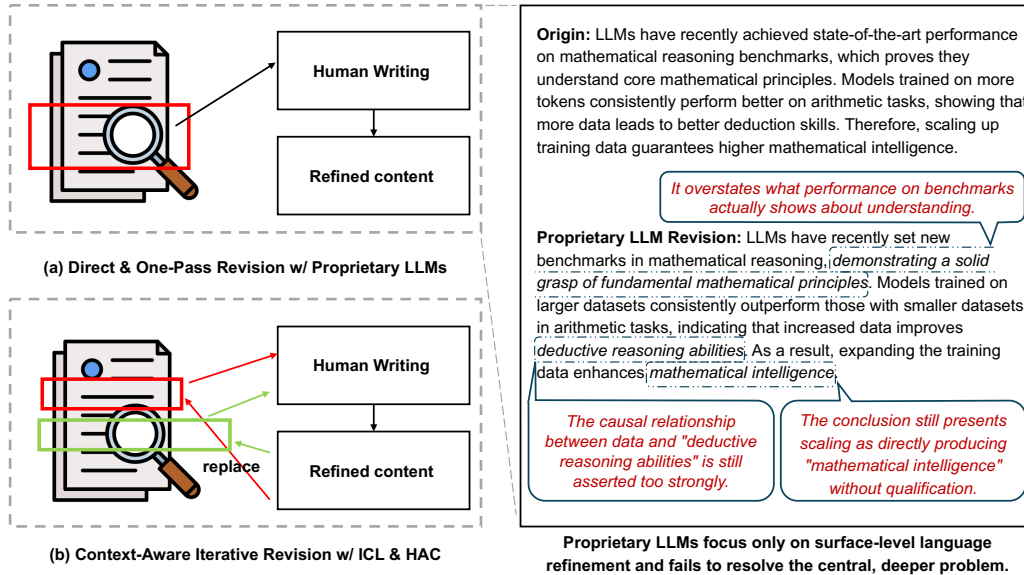 Human Writing
Refined content
(a) Direct & One-Pass Revision w/ Proprietary LLMs
Human Writing
replace
Refined content
(b) Context-Aware Iterative Revision w/ ICL & HAC
Origin: LLMs have recently achieved state-of-the-art performance
on mathematical reasoning benchmarks, which proves they
understand core mathematical principles. Models trained on more
tokens consistently perform better on arithmetic tasks, showing that
more data leads to better deduction skills. Therefore, scaling up
training data guarantees higher mathematical intelligence.
It overstates what performance on benchmarks
actually shows about understanding.
Proprietary LLM Revision: LLMs have recently set new
benchmarks in mathematical reasoning, demonstrating a solid
grasp of fundamental mathematical principles. Models trained on
larger datasets consistently outperform those with smaller datasets
in arithmetic tasks, indicating that increased data improves
deductive reasoning abilities. As a result, expanding the training
data enhances mathematical intelligence.
The causal relationship
between data and "deductive
reasoning abilities" is still
asserted too strongly.
The conclusion still presents
scaling as directly producing
"mathematical intelligence"
without qualification.
Proprietary LLMs focus only on surface-level language
refinement and fails to resolve the central, deeper problem.